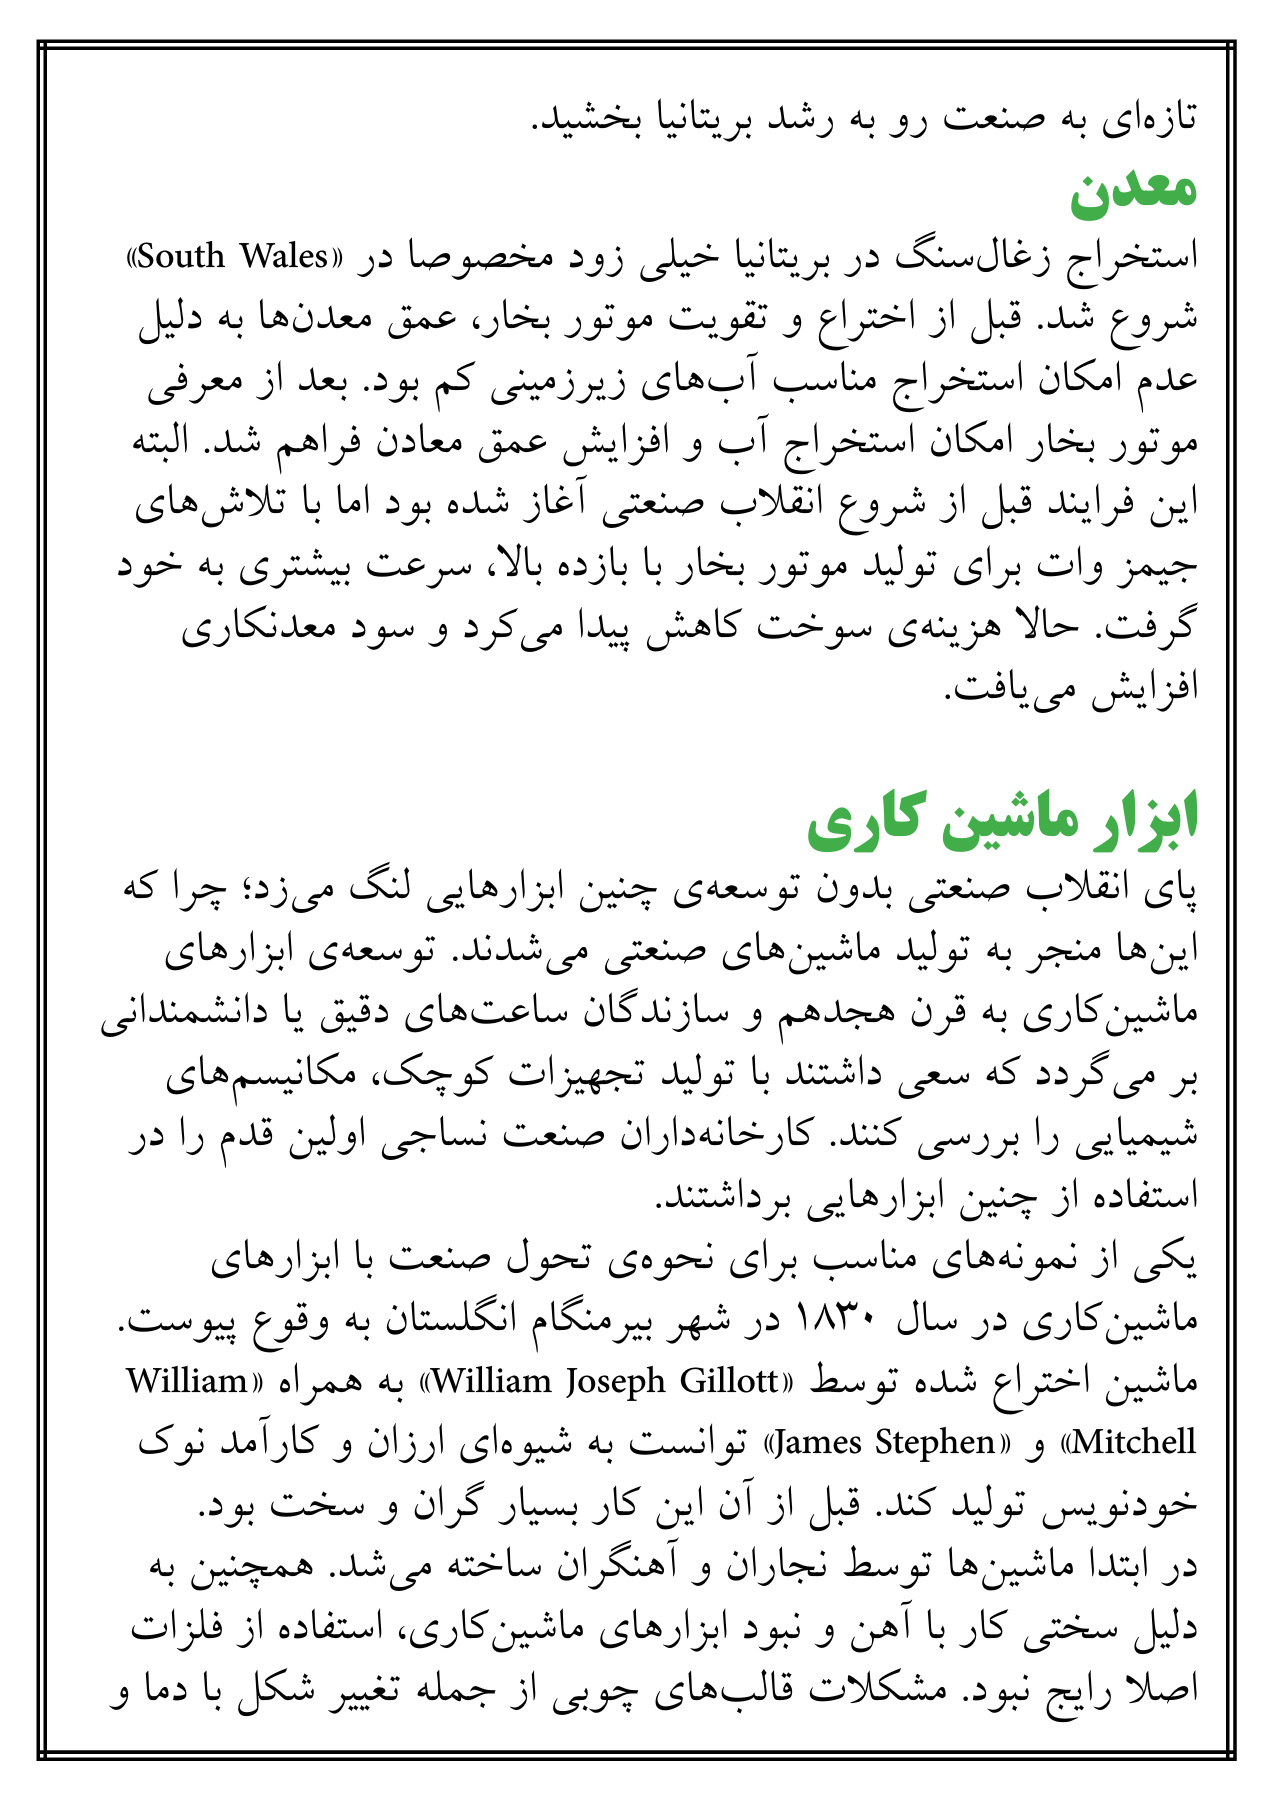 تازه‌ای به صنعت رو به رشد بریتانیا بخشید.
معدن
استخراج زغال‌سنگ در بریتانیا خیلی زود مخصوصا در «South Wales»
شروع شد. قبل از اختراع و تقویت موتور بخار، عمق معدن‌ها به دلیل
عدم امکان استخراج مناسب آب‌های زیرزمینی کم بود. بعد از معرفی
موتور بخار امکان استخراج آب و افزایش عمق معادن فراهم شد. البته
این فرایند قبل از شروع انقلاب صنعتی آغاز شده بود اما با تلاش‌های
جیمز وات برای تولید موتور بخار با بازده بالا، سرعت بیشتری به خود
گرفت. حالا هزینه‌ی سوخت کاهش پیدا می‌کرد و سود معدنکاری
افزایش می‌یافت.
ابزار ماشین کاری
پای انقلاب صنعتی بدون توسعه‌ی چنین ابزارهایی لنگ می‌زد؛ چرا که
این‌ها منجر به تولید ماشین‌های صنعتی می‌شدند. توسعه‌ی ابزارهای
ماشین‌کاری به قرن هجدهم و سازندگان ساعت‌های دقیق یا دانشمندانی
بر می‌گردد که سعی داشتند با تولید تجهیزات کوچک، مکانیسم‌های
شیمیایی را بررسی کنند. کارخانه‌داران صنعت نساجی اولین قدم را در
استفاده از چنین ابزارهایی برداشتند.
یکی از نمونه‌های مناسب برای نحوه‌ی تحول صنعت با ابزارهای
ماشین‌کاری در سال ۱۸۳۰ در شهر بیرمنگام انگلستان به وقوع پیوست.
ماشین اختراع شده توسط «William Joseph Gillott» به همراه «William
Mitchell» و «James Stephen» توانست به شیوه‌ای ارزان و کارآمد نوک
خودنویس تولید کند. قبل از آن این کار بسیار گران و سخت بود.
در ابتدا ماشین‌ها توسط نجاران و آهنگران ساخته می‌شد. همچنین به
دلیل سختی کار با آهن و نبود ابزارهای ماشین‌کاری، استفاده از فلزات
اصلا رایج نبود. مشکلات قالب‌های چوبی از جمله تغییر شکل با دما و